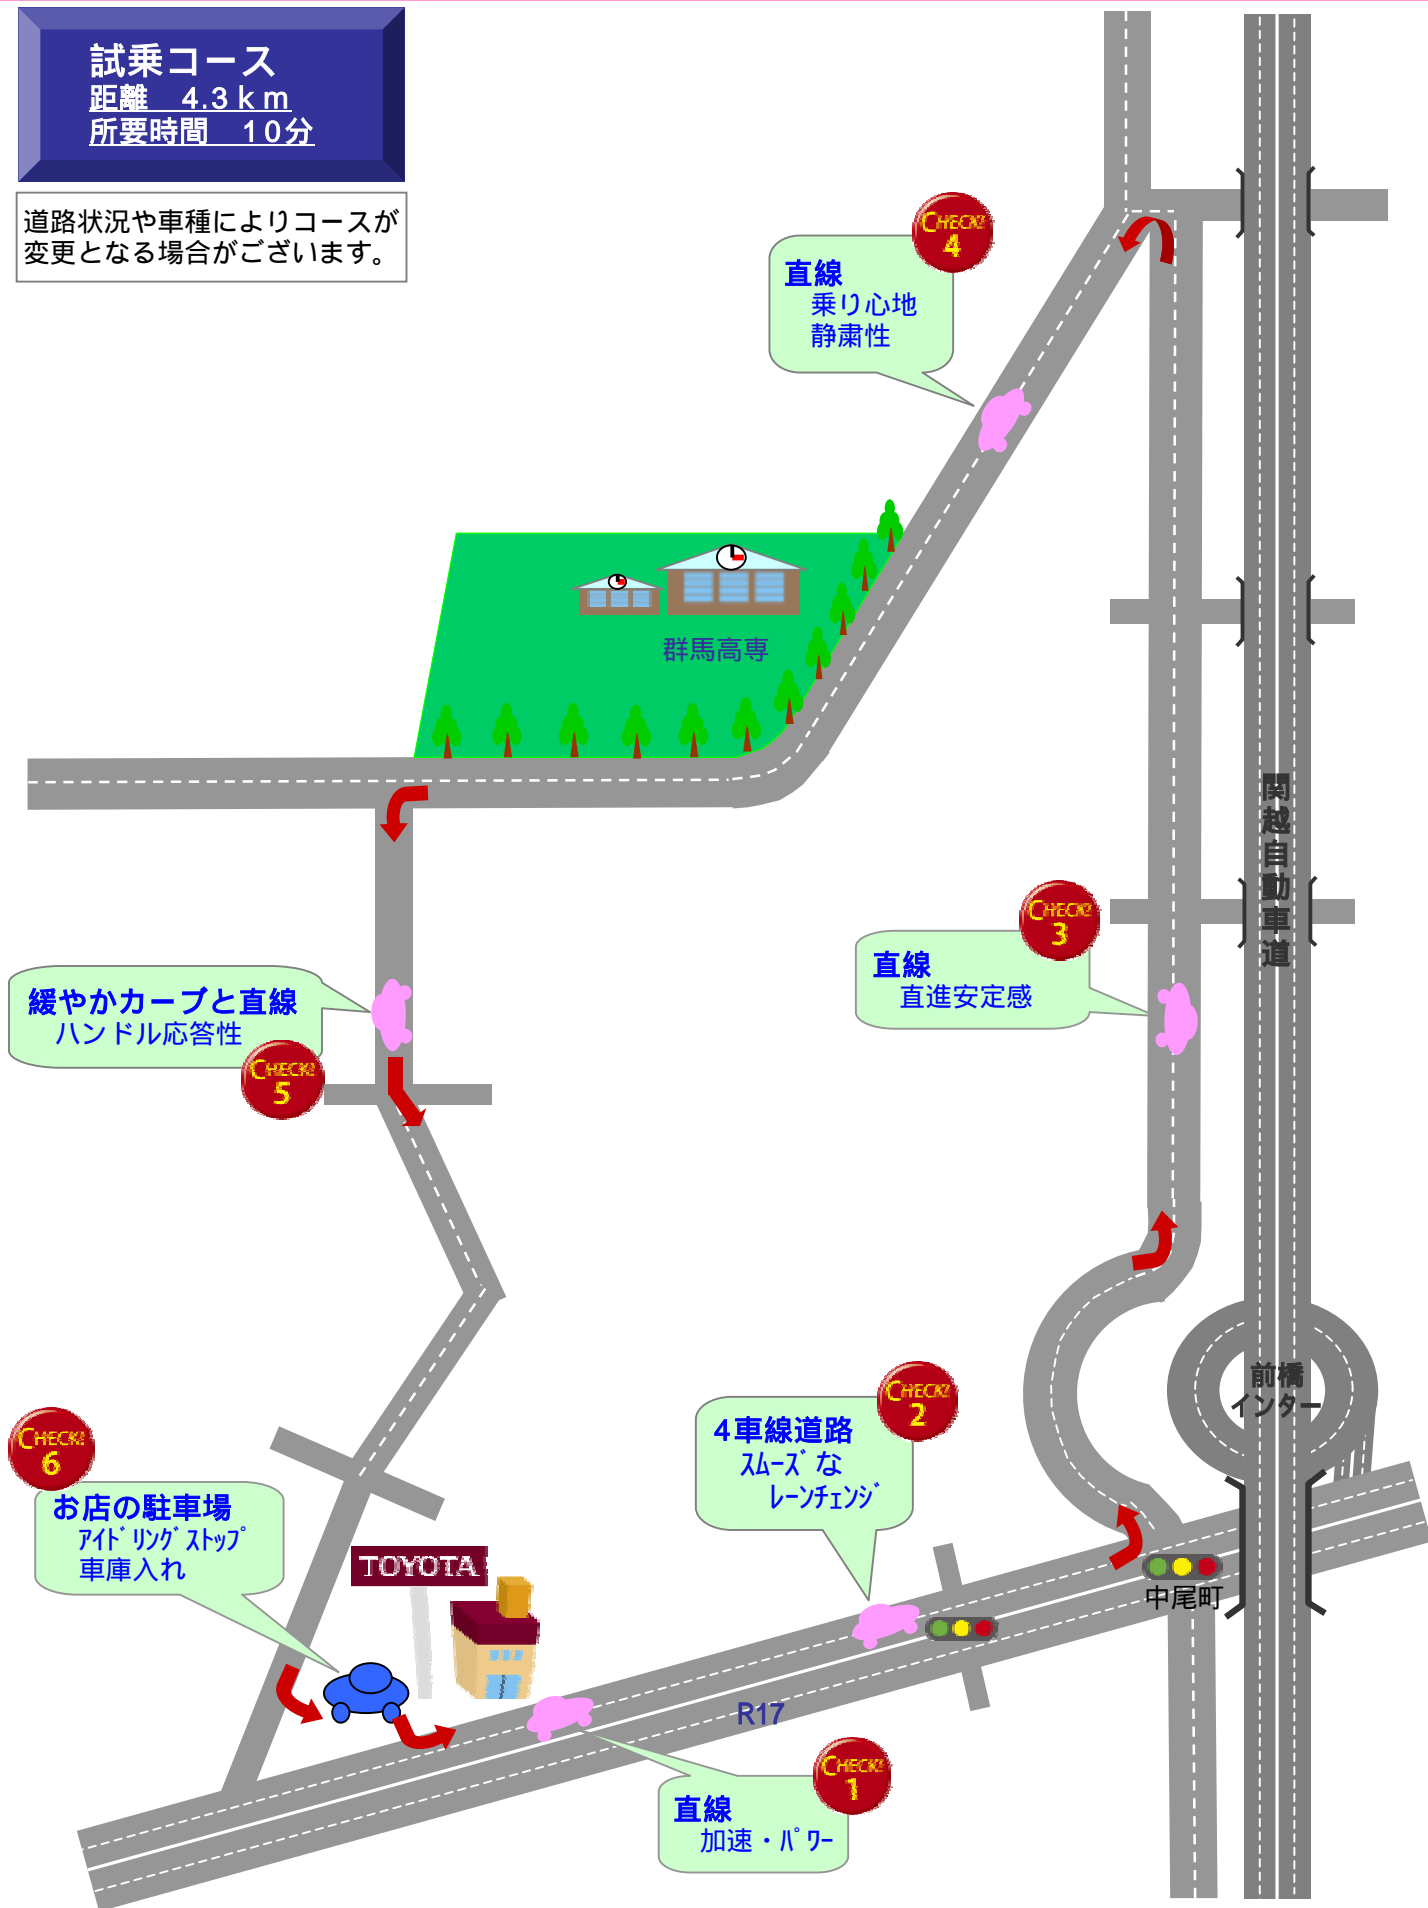 試乗コース
距離　4.3ｋｍ
所要時間　10分
道路状況や車種によりコースが
変更となる場合がございます。
CHECK!
4
直線
乗り心地
静粛性
群馬高専
関越自動車道
CHECK!
3
直線
直進安定感
緩やかカーブと直線
ハンドル応答性
CHECK!
5
前橋
インター
CHECK!
2
4車線道路
ｽﾑｰｽﾞな
ﾚｰﾝﾁｪﾝｼﾞ
CHECK!
6
お店の駐車場
ｱｲﾄﾞﾘﾝｸﾞｽﾄｯﾌﾟ
車庫入れ
TOYOTA
中尾町
R17
CHECK!
1
直線
加速・ﾊﾟﾜｰ